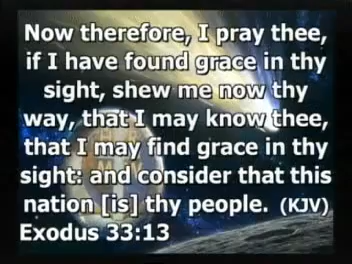 Now therefore, I pray thee,
if I have found grace in thy
sight, shew me now thy
way, that I may know thee,
that I may find grace in thy
sight: and consider that this
nation [is] thy people. (KJV)
Exodus 33:13